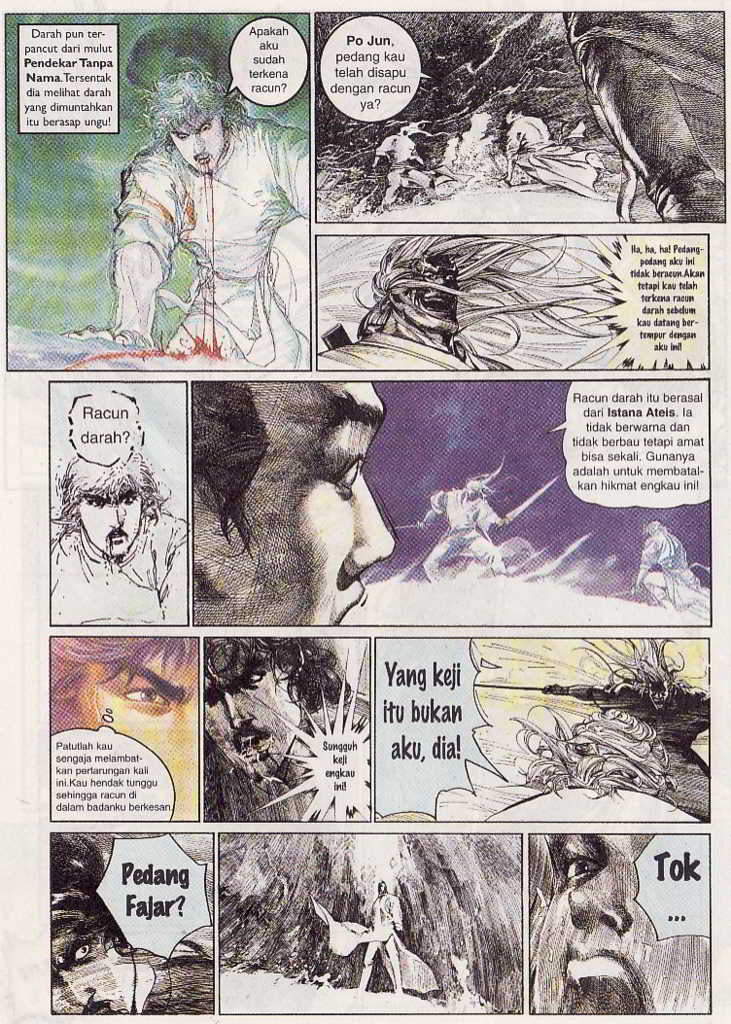 Darah pun ter-
pancut dari mulut
Pendekar Tanpa
Nama.Tersentak
dia melihat darah
yang dimuntahkan
itu berasap ungu!
Apakah
aku
sudah
terkena
racun?
Po Jun,
pedang kau
telah disapu
dengan racun
ya?
Ha, ha, ha! Pedang-
pedang aku ini
tidak beracun.Akan
tetapi kau telah
terkena racun
darah sebelum
kau datang ber-
tempur dengan
aku ini!
Racun
darah?
Racun darah itu berasal
dari Istana Ateis. Ia
tidak berwarna dan
tidak berbau tetapi amat
bisa sekali. Gunanya
adalah untuk membatal-
kan hikmat engkau ini!
Patutlah kau
sengaja melambat-
kan pertarungan kali
ini.Kau hendak tunggu
sehingga racun di
dalam badanku berkesan.
Sungguh
keji
engkau
ini!
Yang keji
itu bukan
aku, dia!
Pedang
Fajar?
Tok
...